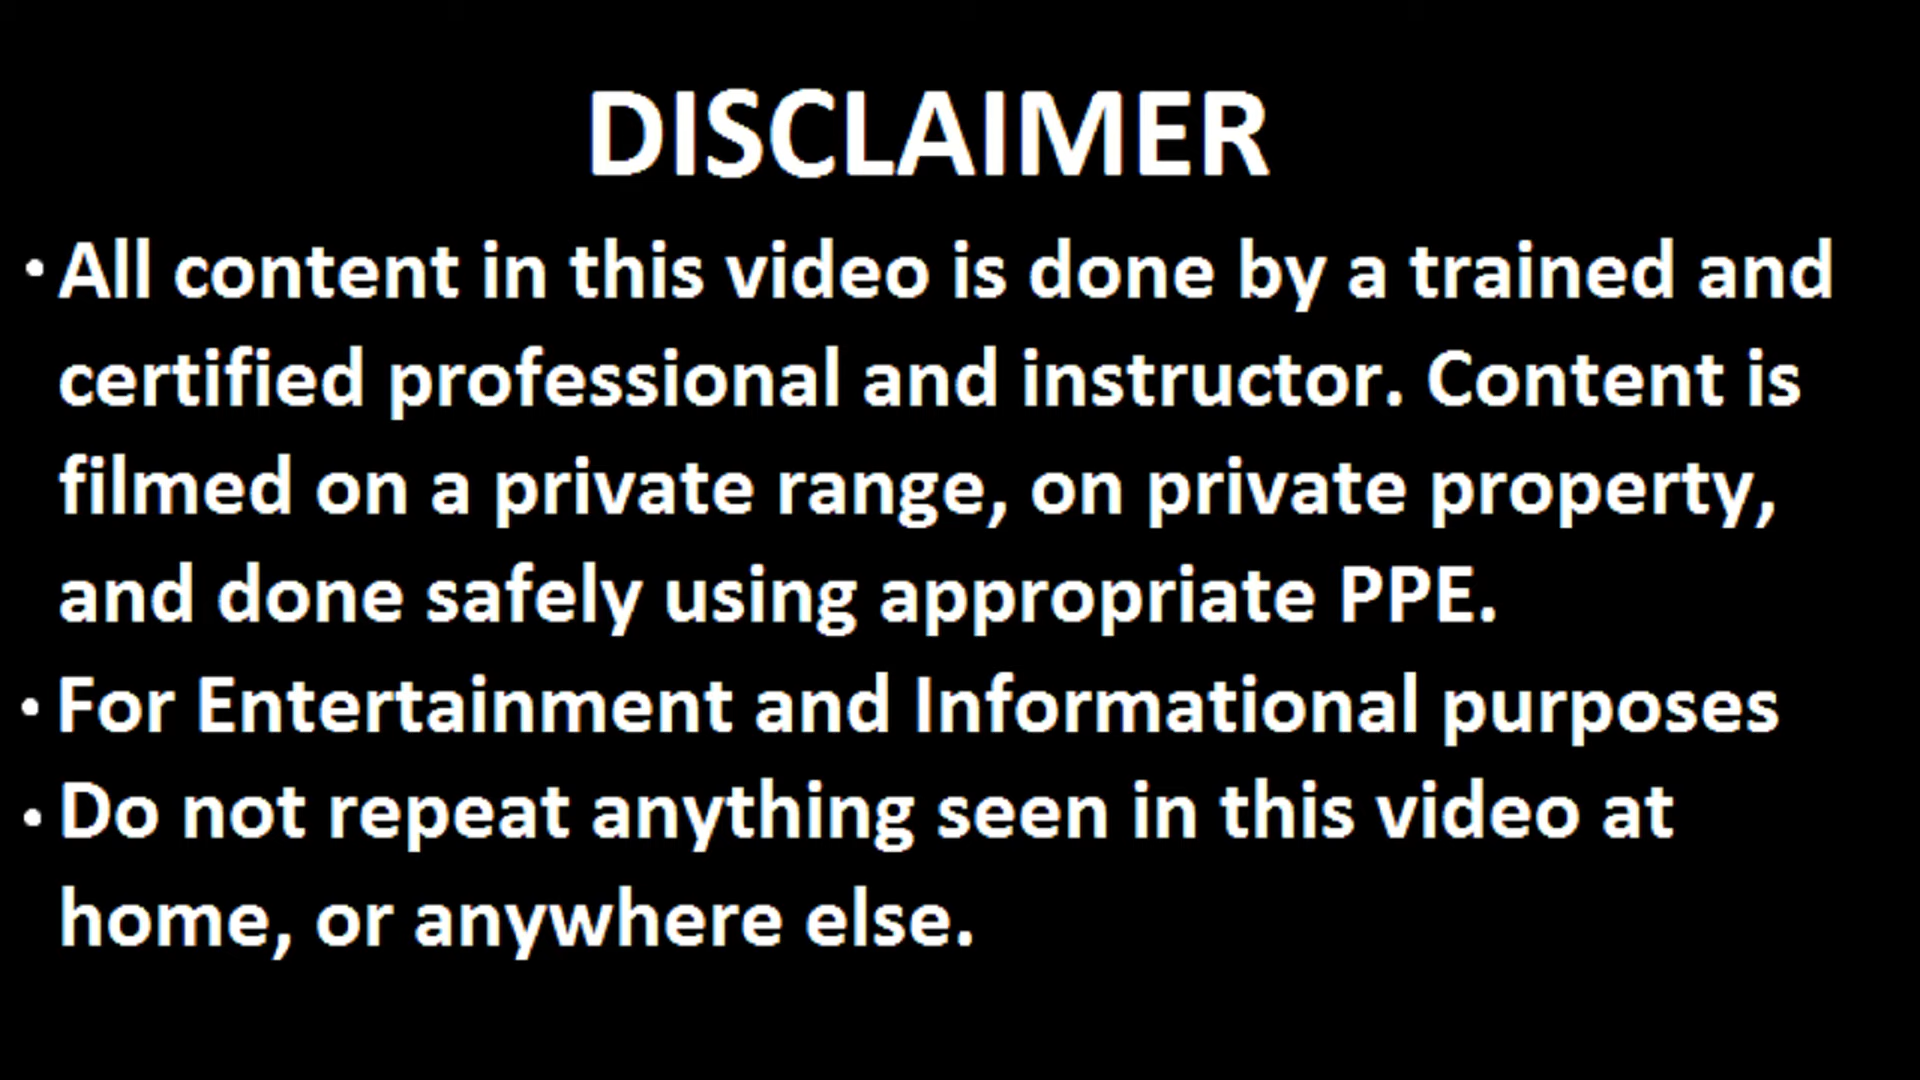 DISCLAIMER
• All content in this video is done by a trained and
certified professional and instructor. Content is
filmed on a private range, on private property,
and done safely using appropriate PPE.
• For Entertainment and Informational purposes
• Do not repeat anything seen in this video at
home, or anywhere else.